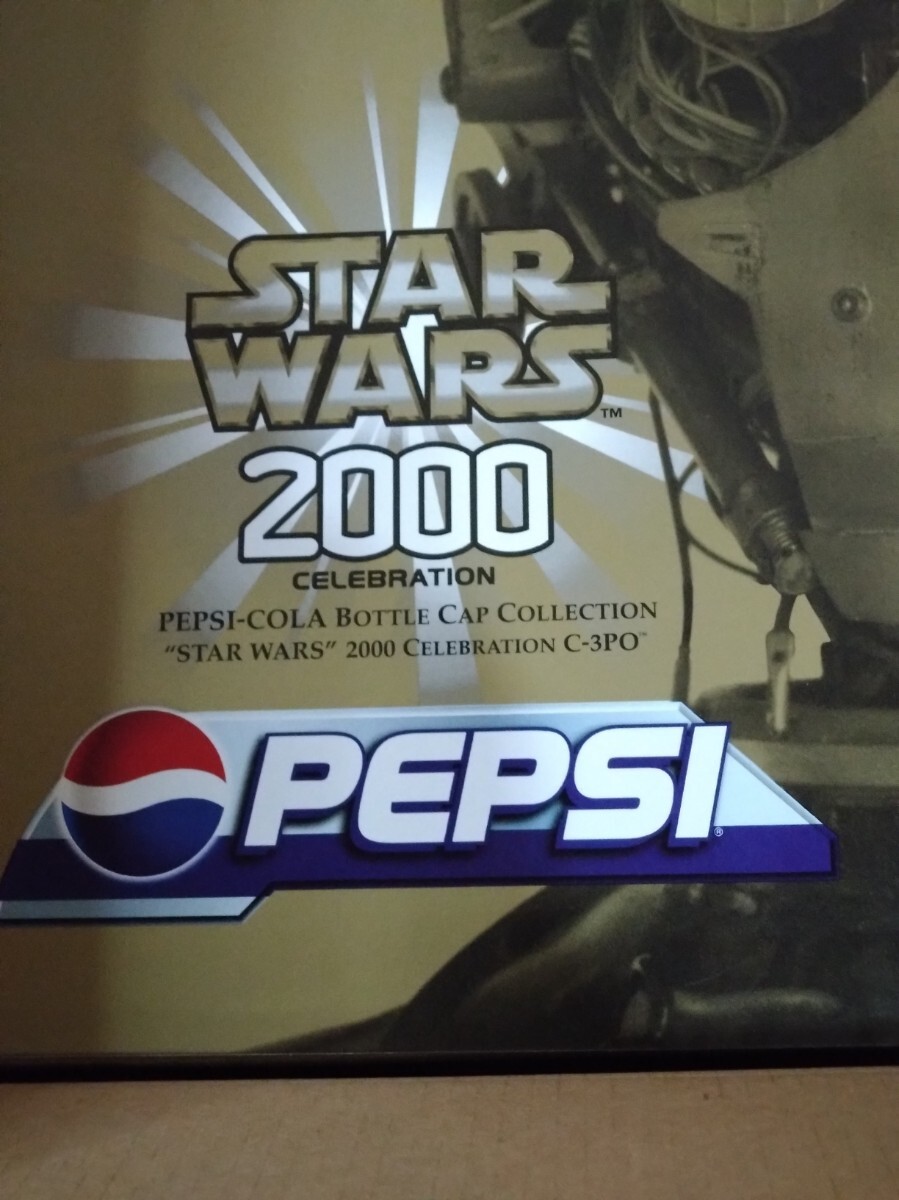 STAR
WARS™
2000
CELEBRATION
PEPSI-COLA BOTTLE CAP COLLECTION
“STAR WARS” 2000 CELEBRATION C-3PO™
PEPSI®